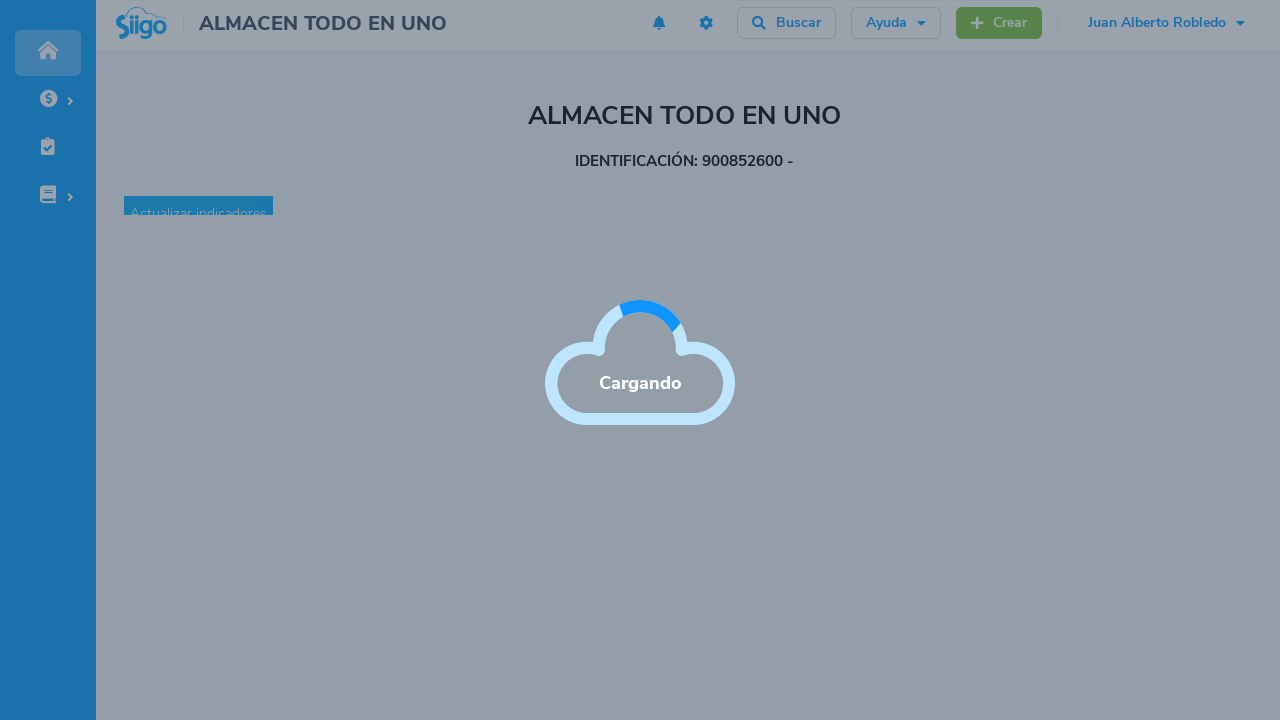 Siigo
ALMACEN TODO EN UNO
Buscar
Ayuda
Crear
Juan Alberto Robledo
ALMACEN TODO EN UNO
IDENTIFICACIÓN: 900852600 -
Actualizar indicadores
Cargando